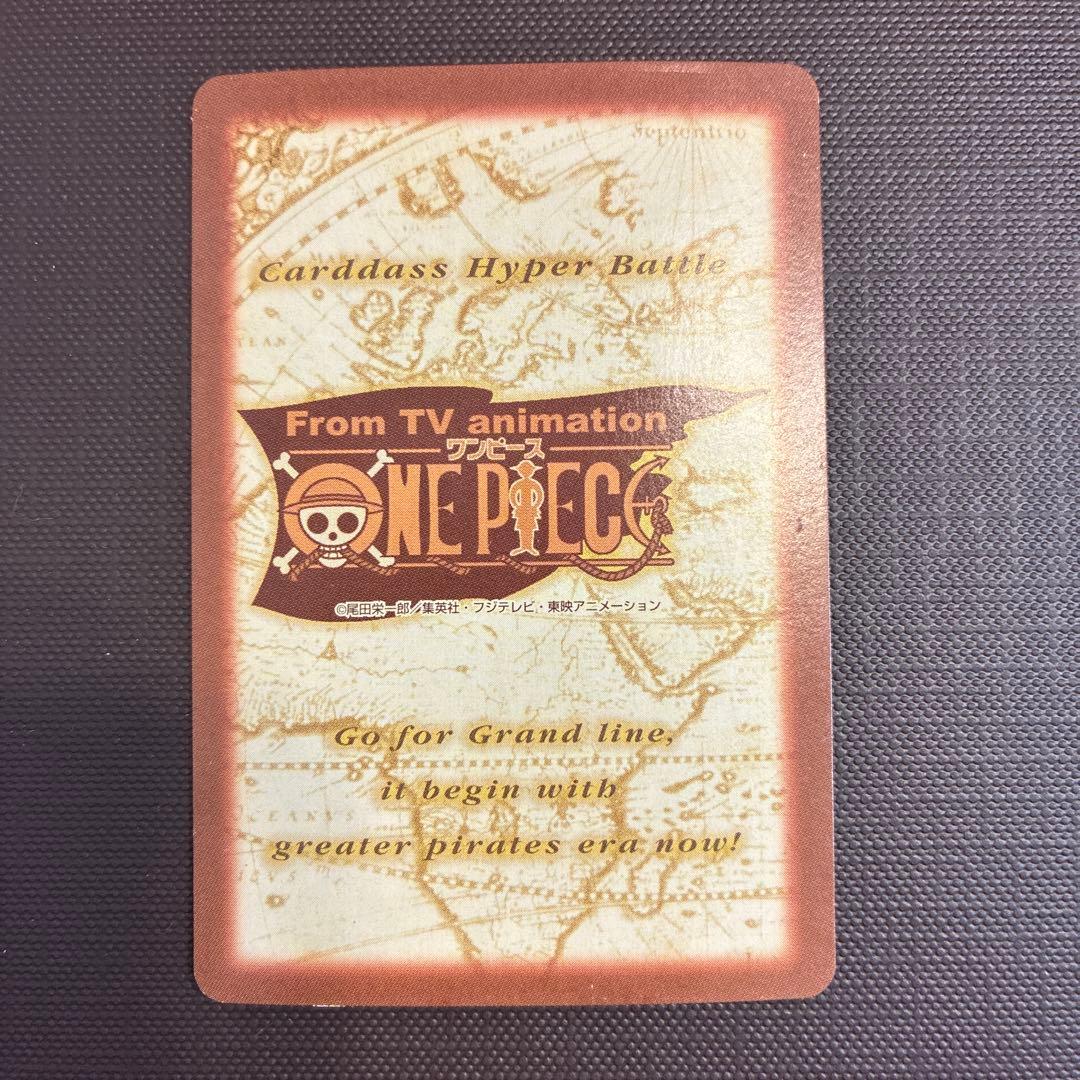 Septentrio
Carddass Hyper Battle
From TV animation
ワンピース
ONE PIECE
©尾田栄一郎／集英社・フジテレビ・東映アニメーション
Go for Grand line,
it begin with
greater pirates era now!